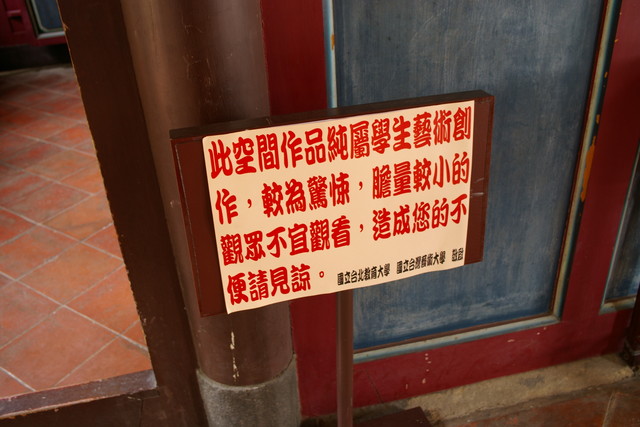 此空間作品純屬學生藝術創
作，較為驚悚，膽量較小的
觀眾不宜觀看，造成您的不
便請見諒。國立台北教育大學 國立台灣藝術大學 敬啟